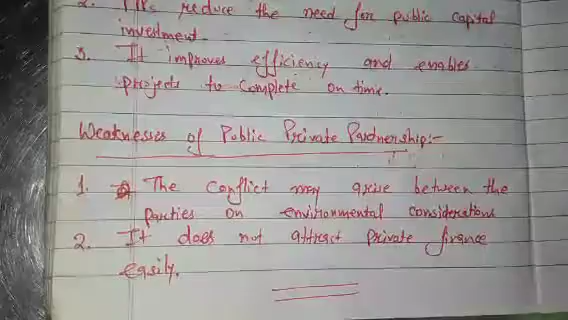 2. PPPs reduce the need for public capital
investment.
3. It improves efficiency and enables
projects to complete on time.
Weaknesses of Public Private Partnership:-
1. The conflict may arise between the
parties on environmental considerations
2. It does not attract private finance
easily.